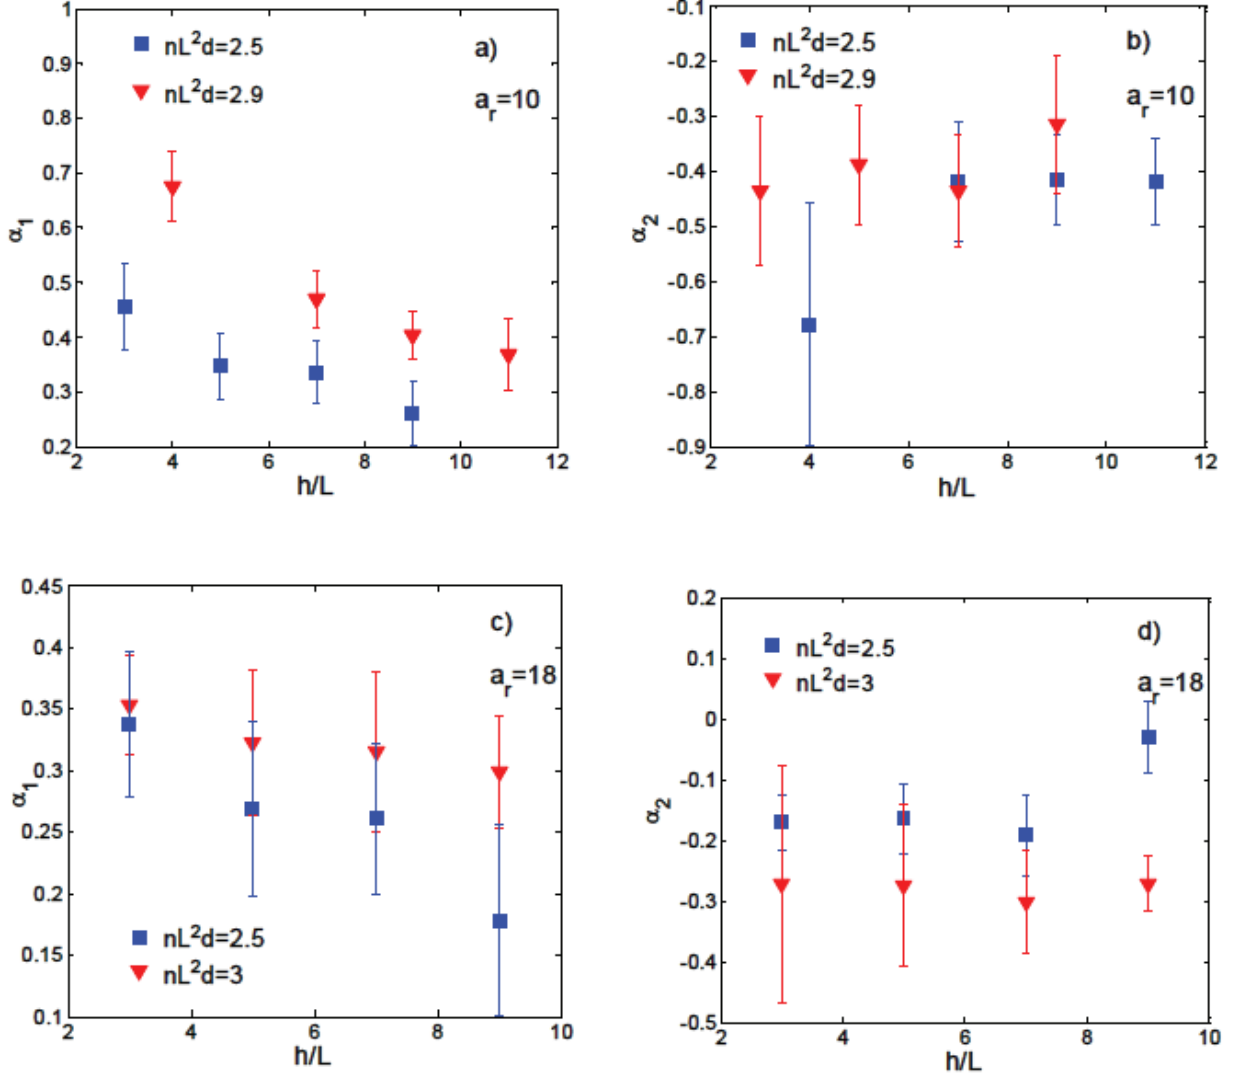 1
0.9
0.8
0.7
0.6
0.5
0.4
0.3
0.2
α₁
nL²d=2.5
nL²d=2.9
a)
aᵣ=10
2 4 6 8 10 12
h/L
-0.1
-0.2
-0.3
-0.4
-0.5
-0.6
-0.7
-0.8
-0.9
α₂
nL²d=2.5
nL²d=2.9
b)
aᵣ=10
2 4 6 8 10 12
h/L
0.45
0.4
0.35
0.3
0.25
0.2
0.15
0.1
α₁
c)
aᵣ=18
nL²d=2.5
nL²d=3
2 4 6 8 10
h/L
0.2
0.1
0
-0.1
-0.2
-0.3
-0.4
-0.5
α₂
nL²d=2.5
nL²d=3
d)
aᵣ=18
2 4 6 8 10
h/L